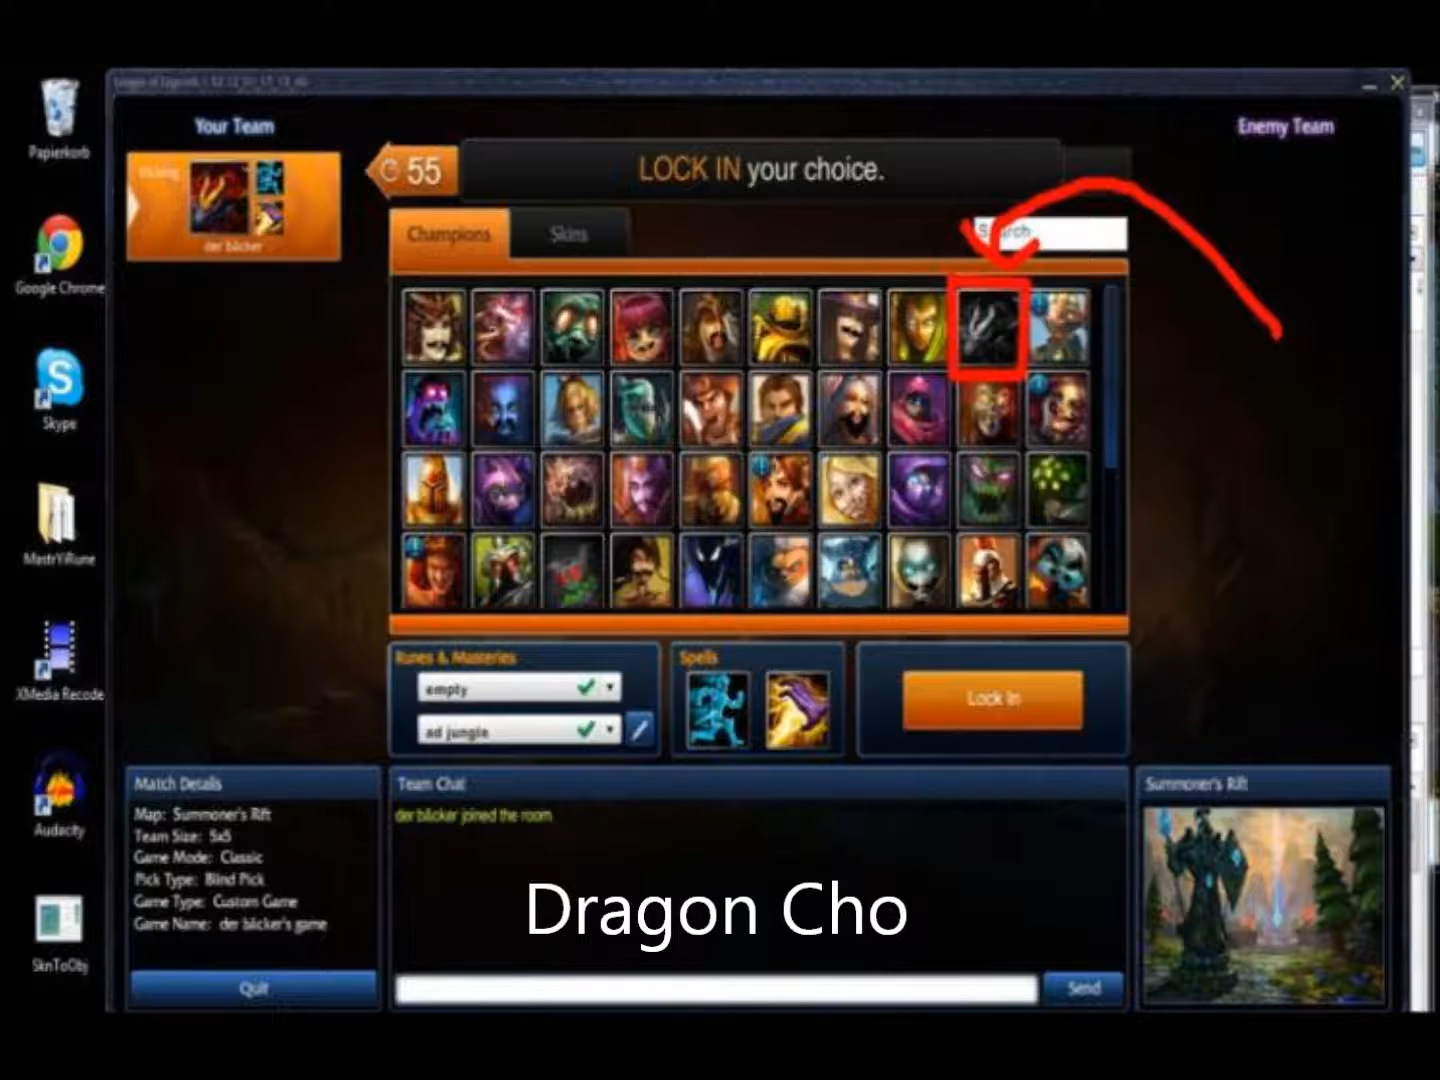 Papierkorb
Google Chrome
Skype
MastrYiRune
XMedia Recode
Audacity
SknToObj
Your Team
Enemy Team
der bäcker
55
LOCK IN your choice.
Champions
Skins
Search
Runes & Masteries
empty
ad jungle
Spells
Lock In
Match Details
Map: Summoner's Rift
Team Size: 5x5
Game Mode: Classic
Pick Type: Blind Pick
Game Type: Custom Game
Game Name: der bäcker's game
Quit
Team Chat
der bäcker joined the room
Dragon Cho
Send
Summoner's Rift